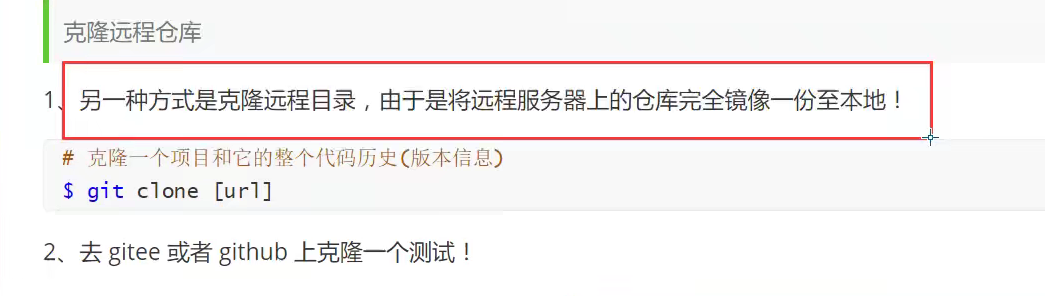 克隆远程仓库
1、另一种方式是克隆远程目录，由于是将远程服务器上的仓库完全镜像一份至本地！
# 克隆一个项目和它的整个代码历史(版本信息)
$ git clone [url]
2、去 gitee 或者 github 上克隆一个测试！